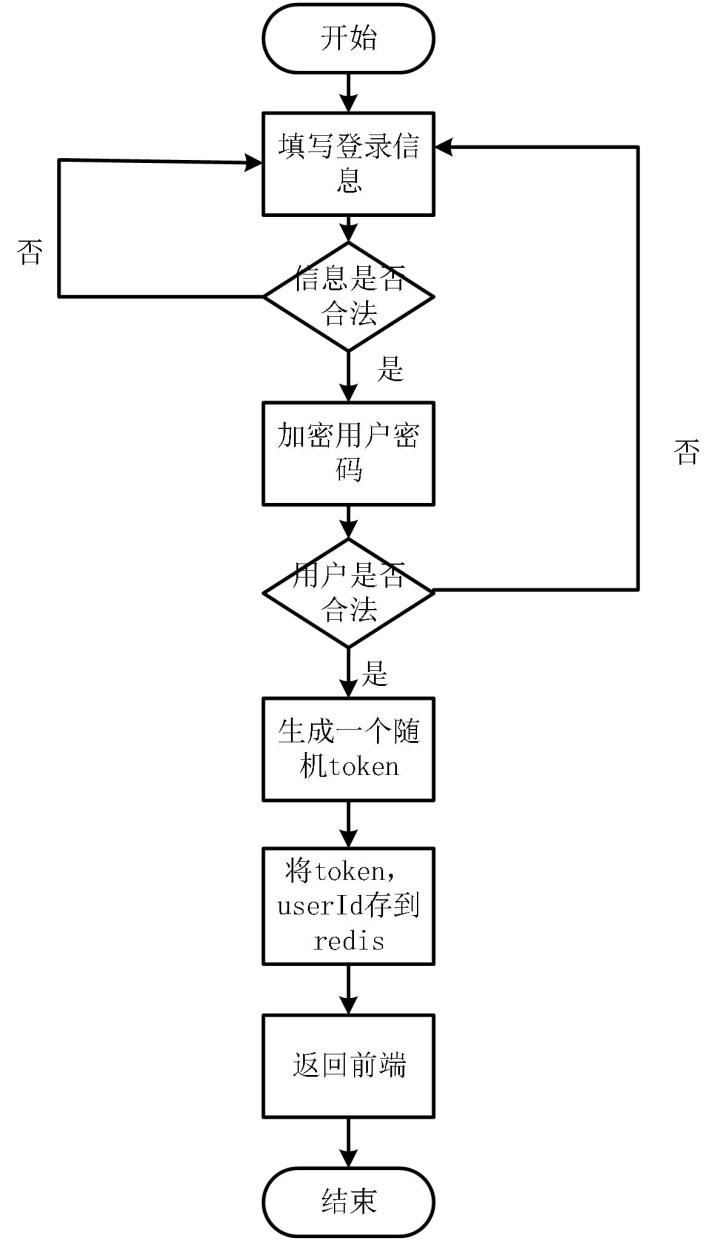 开始
填写登录信
息
否
信息是否
合法
是
加密用户密
码
否
用户是否
合法
是
生成一个随
机token
将token，
userId存到
redis
返回前端
结束